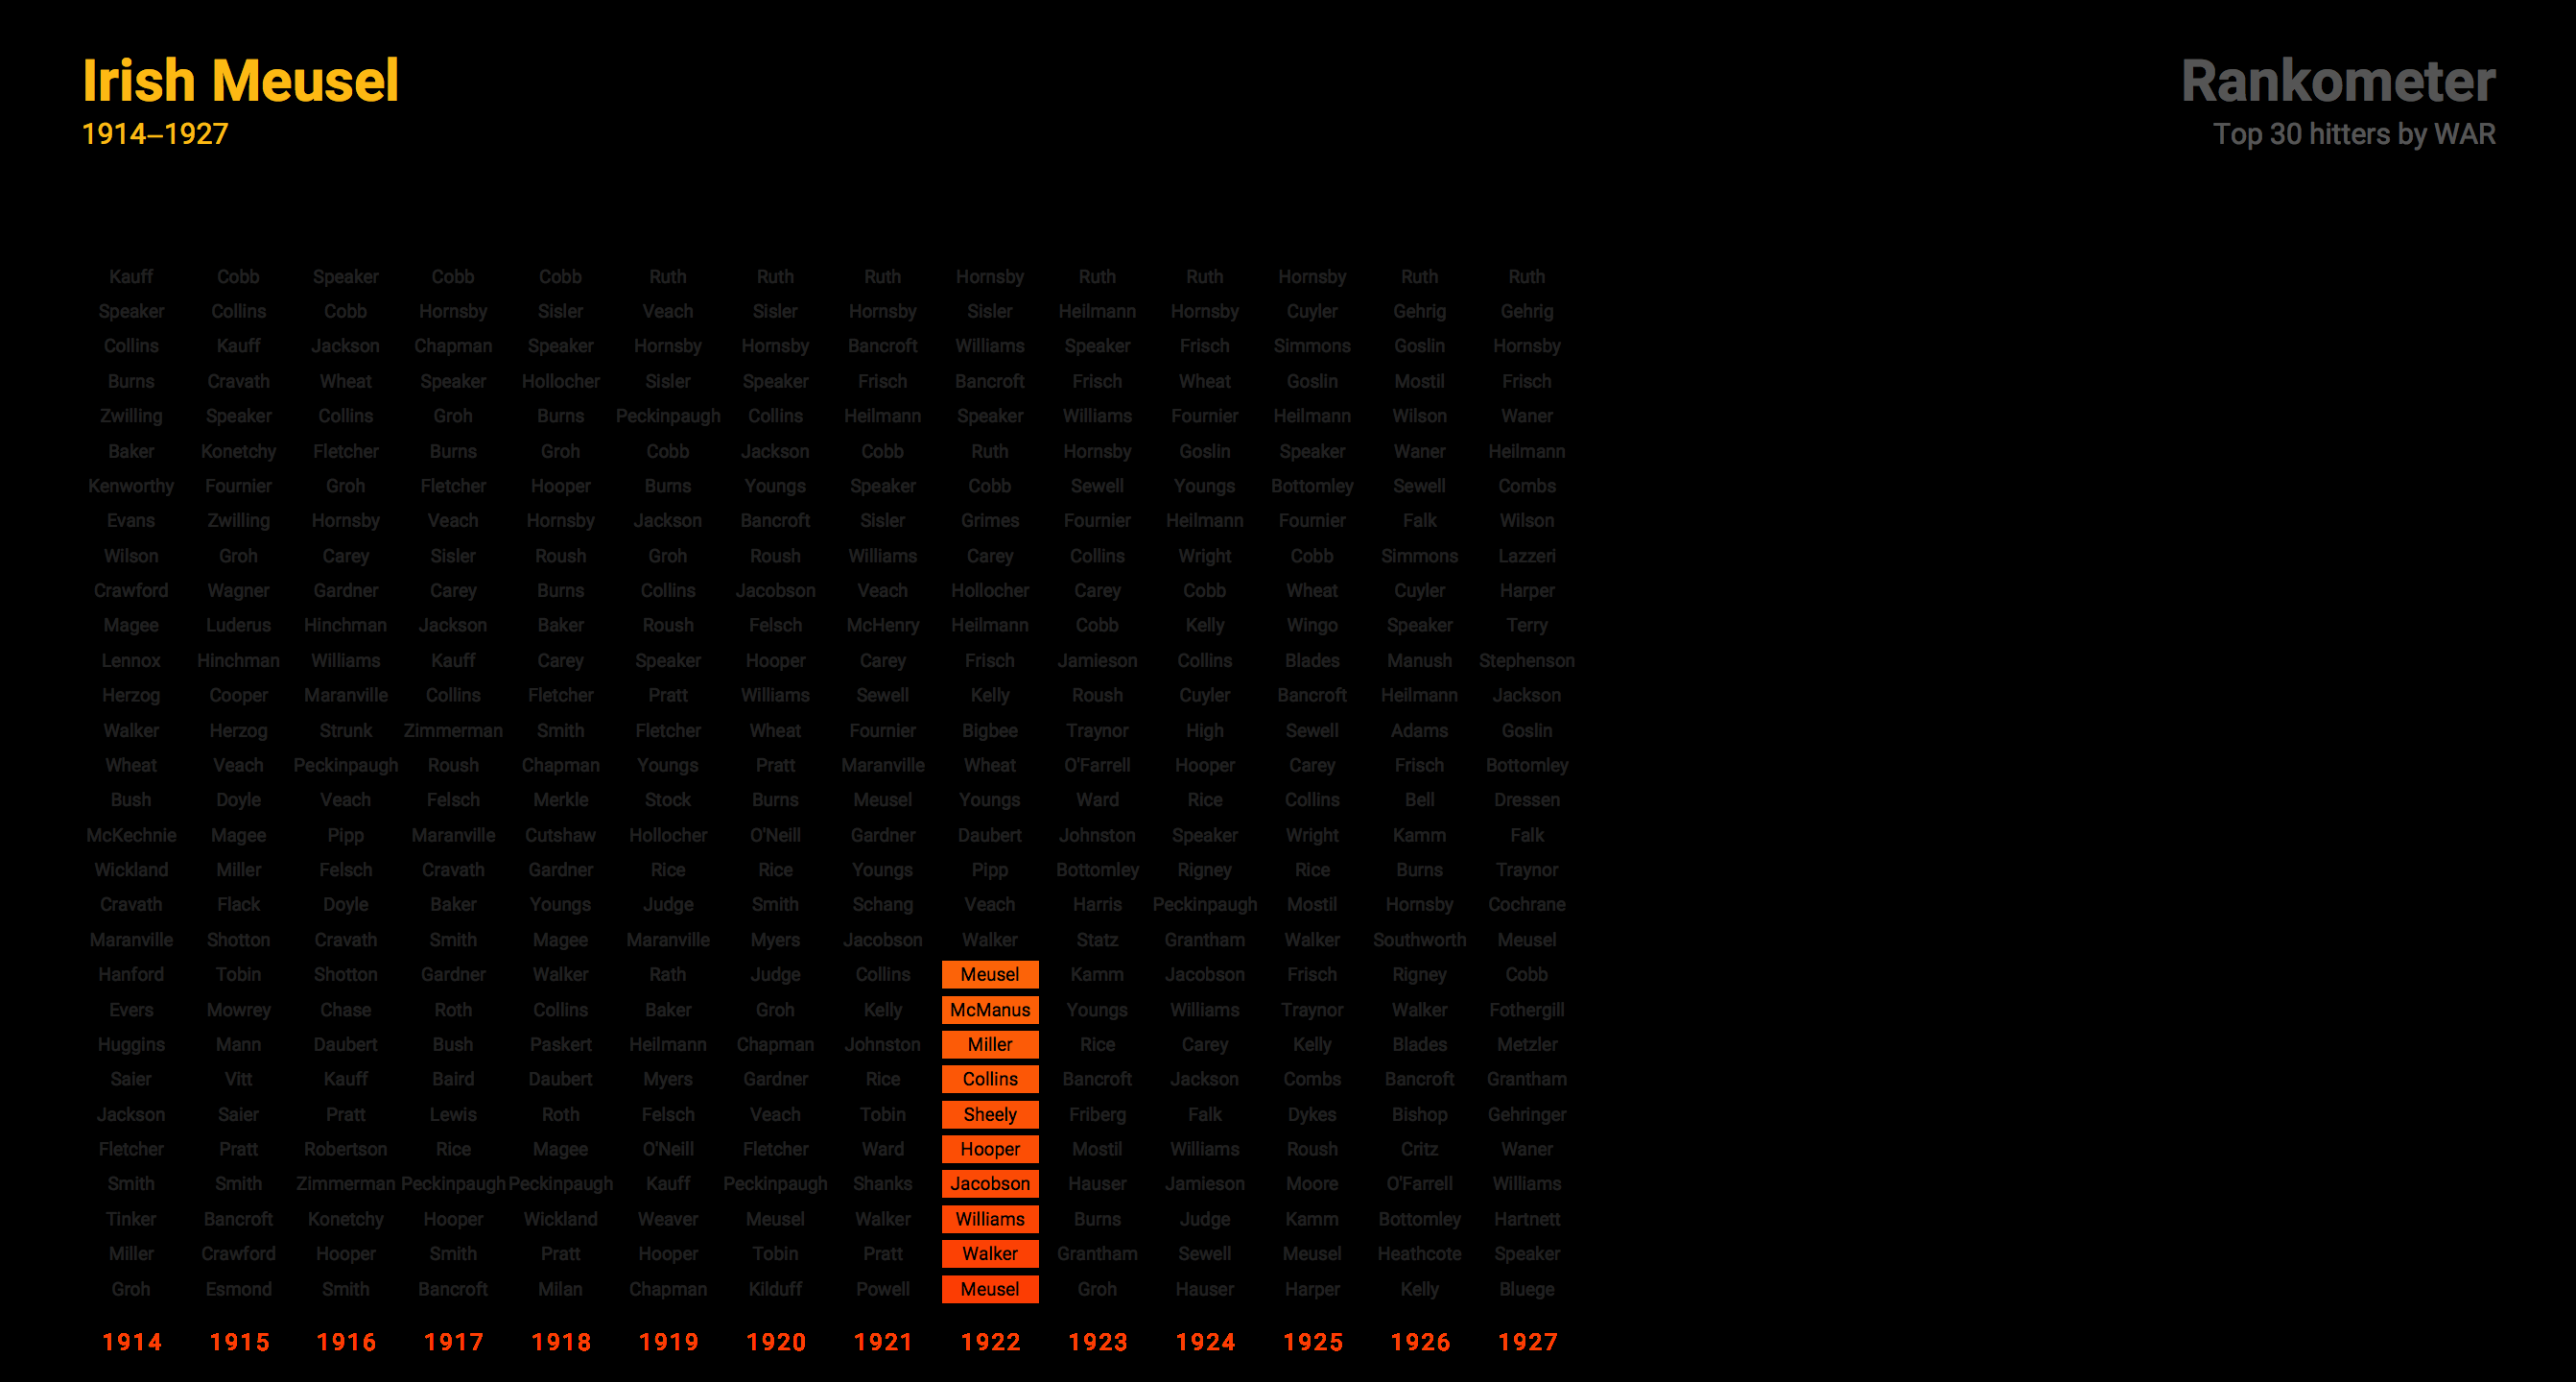 Irish Meusel
1914–1927
Rankometer
Top 30 hitters by WAR
Kauff Cobb Speaker Cobb Cobb Ruth Ruth Ruth Hornsby Ruth Ruth Hornsby Ruth Ruth
Speaker Collins Cobb Hornsby Sisler Veach Sisler Hornsby Sisler Heilmann Hornsby Cuyler Gehrig Gehrig
Collins Kauff Jackson Chapman Speaker Hornsby Hornsby Bancroft Williams Speaker Frisch Simmons Goslin Hornsby
Burns Cravath Wheat Speaker Hollocher Sisler Speaker Frisch Bancroft Frisch Wheat Goslin Mostil Frisch
Zwilling Speaker Collins Groh Burns Peckinpaugh Collins Heilmann Speaker Williams Fournier Heilmann Wilson Waner
Baker Konetchy Fletcher Burns Groh Cobb Jackson Cobb Ruth Hornsby Goslin Speaker Waner Heilmann
Kenworthy Fournier Groh Fletcher Hooper Burns Youngs Speaker Cobb Sewell Youngs Bottomley Sewell Combs
Evans Zwilling Hornsby Veach Hornsby Jackson Bancroft Sisler Grimes Fournier Heilmann Fournier Falk Wilson
Wilson Groh Carey Sisler Roush Groh Roush Williams Carey Collins Wright Cobb Simmons Lazzeri
Crawford Wagner Gardner Carey Burns Collins Jacobson Veach Hollocher Carey Cobb Wheat Cuyler Harper
Magee Luderus Hinchman Jackson Baker Roush Felsch McHenry Heilmann Cobb Kelly Wingo Speaker Terry
Lennox Hinchman Williams Kauff Carey Speaker Hooper Carey Frisch Jamieson Collins Blades Manush Stephenson
Herzog Cooper Maranville Collins Fletcher Pratt Williams Sewell Kelly Roush Cuyler Bancroft Heilmann Jackson
Walker Herzog Strunk Zimmerman Smith Fletcher Wheat Fournier Bigbee Traynor High Sewell Adams Goslin
Wheat Veach Peckinpaugh Roush Chapman Youngs Pratt Maranville Wheat O'Farrell Hooper Carey Frisch Bottomley
Bush Doyle Veach Felsch Merkle Stock Burns Meusel Youngs Ward Rice Collins Bell Dressen
McKechnie Magee Pipp Maranville Cutshaw Hollocher O'Neill Gardner Daubert Johnston Speaker Wright Kamm Falk
Wickland Miller Felsch Cravath Gardner Rice Rice Youngs Pipp Bottomley Rigney Rice Burns Traynor
Cravath Flack Doyle Baker Youngs Judge Smith Schang Veach Harris Peckinpaugh Mostil Hornsby Cochrane
Maranville Shotton Cravath Smith Magee Maranville Myers Jacobson Walker Statz Grantham Walker Southworth Meusel
Hanford Tobin Shotton Gardner Walker Rath Judge Collins Meusel Kamm Jacobson Frisch Rigney Cobb
Evers Mowrey Chase Roth Collins Baker Groh Kelly McManus Youngs Williams Traynor Walker Fothergill
Huggins Mann Daubert Bush Paskert Heilmann Chapman Johnston Miller Rice Carey Kelly Blades Metzler
Saier Vitt Kauff Baird Daubert Myers Gardner Rice Collins Bancroft Jackson Combs Bancroft Grantham
Jackson Saier Pratt Lewis Roth Felsch Veach Tobin Sheely Friberg Falk Dykes Bishop Gehringer
Fletcher Pratt Robertson Rice Magee O'Neill Fletcher Ward Hooper Mostil Williams Roush Critz Waner
Smith Smith Zimmerman Peckinpaugh Peckinpaugh Kauff Peckinpaugh Shanks Jacobson Hauser Jamieson Moore O'Farrell Williams
Tinker Bancroft Konetchy Hooper Wickland Weaver Meusel Walker Williams Burns Judge Kamm Bottomley Hartnett
Miller Crawford Hooper Smith Pratt Hooper Tobin Pratt Walker Grantham Sewell Meusel Heathcote Speaker
Groh Esmond Smith Bancroft Milan Chapman Kilduff Powell Meusel Groh Hauser Harper Kelly Bluege
1914 1915 1916 1917 1918 1919 1920 1921 1922 1923 1924 1925 1926 1927